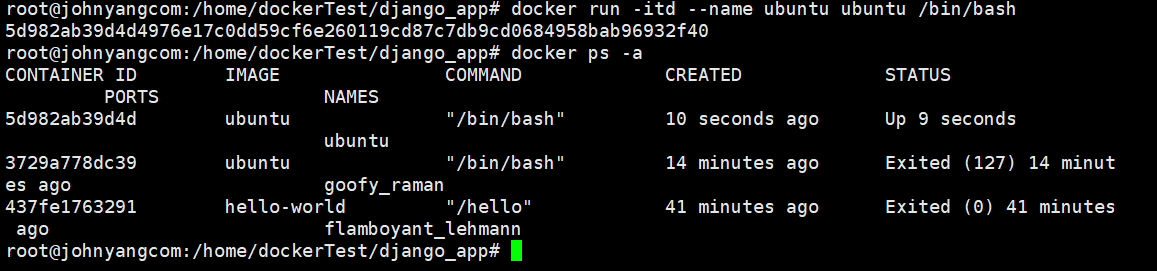 root@johnyangcom:/home/dockerTest/django_app# docker run -itd --name ubuntu ubuntu /bin/bash
5d982ab39d4d4976e17c0dd59cf6e260119cd87c7db9cd0684958bab96932f40
root@johnyangcom:/home/dockerTest/django_app# docker ps -a
CONTAINER ID        IMAGE               COMMAND             CREATED             STATUS
         PORTS               NAMES
5d982ab39d4d        ubuntu              "/bin/bash"         10 seconds ago      Up 9 seconds
                             ubuntu
3729a778dc39        ubuntu              "/bin/bash"         14 minutes ago      Exited (127) 14 minut
es ago                       goofy_raman
437fe1763291        hello-world         "/hello"            41 minutes ago      Exited (0) 41 minutes
 ago                         flamboyant_lehmann
root@johnyangcom:/home/dockerTest/django_app#